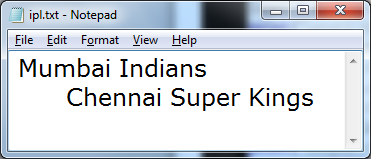 ipl.txt - Notepad
File Edit Format View Help
Mumbai Indians
Chennai Super Kings